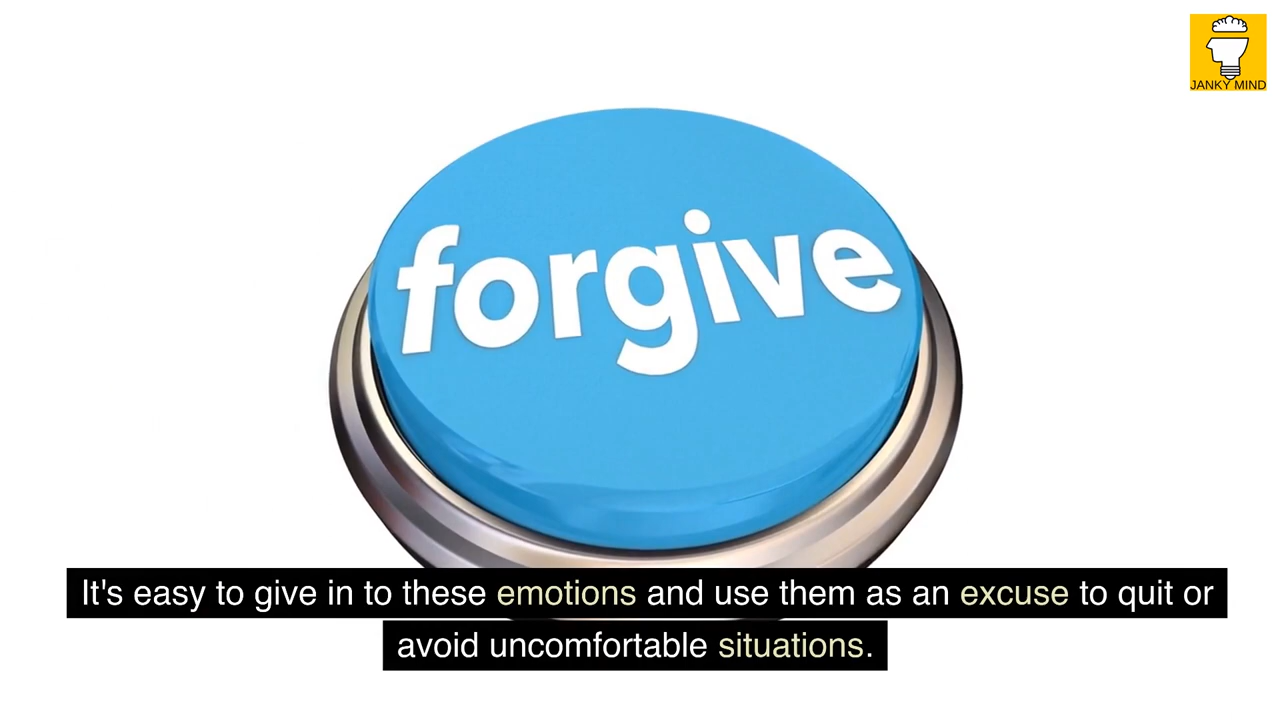 JANKY MIND
forgive
It's easy to give in to these emotions and use them as an excuse to quit or
avoid uncomfortable situations.